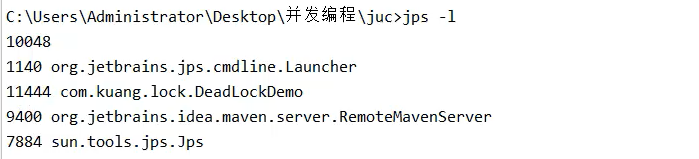 C:\Users\Administrator\Desktop\并发编程\juc>jps -l
10048
1140 org.jetbrains.jps.cmdline.Launcher
11444 com.kuang.lock.DeadLockDemo
9400 org.jetbrains.idea.maven.server.RemoteMavenServer
7884 sun.tools.jps.Jps